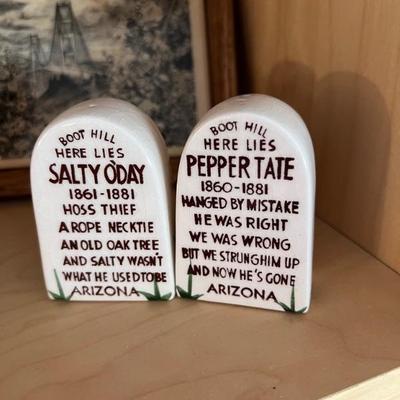 BOOT HILL
HERE LIES
SALTY O'DAY
1861-1881
HOSS THIEF
A ROPE NECKTIE
AN OLD OAK TREE
AND SALTY WASN'T
WHAT HE USED TO BE
ARIZONA
BOOT HILL
HERE LIES
PEPPER TATE
1860-1881
HANGED BY MISTAKE
HE WAS RIGHT
WE WAS WRONG
BUT WE STRUNG HIM UP
AND NOW HE'S GONE
ARIZONA